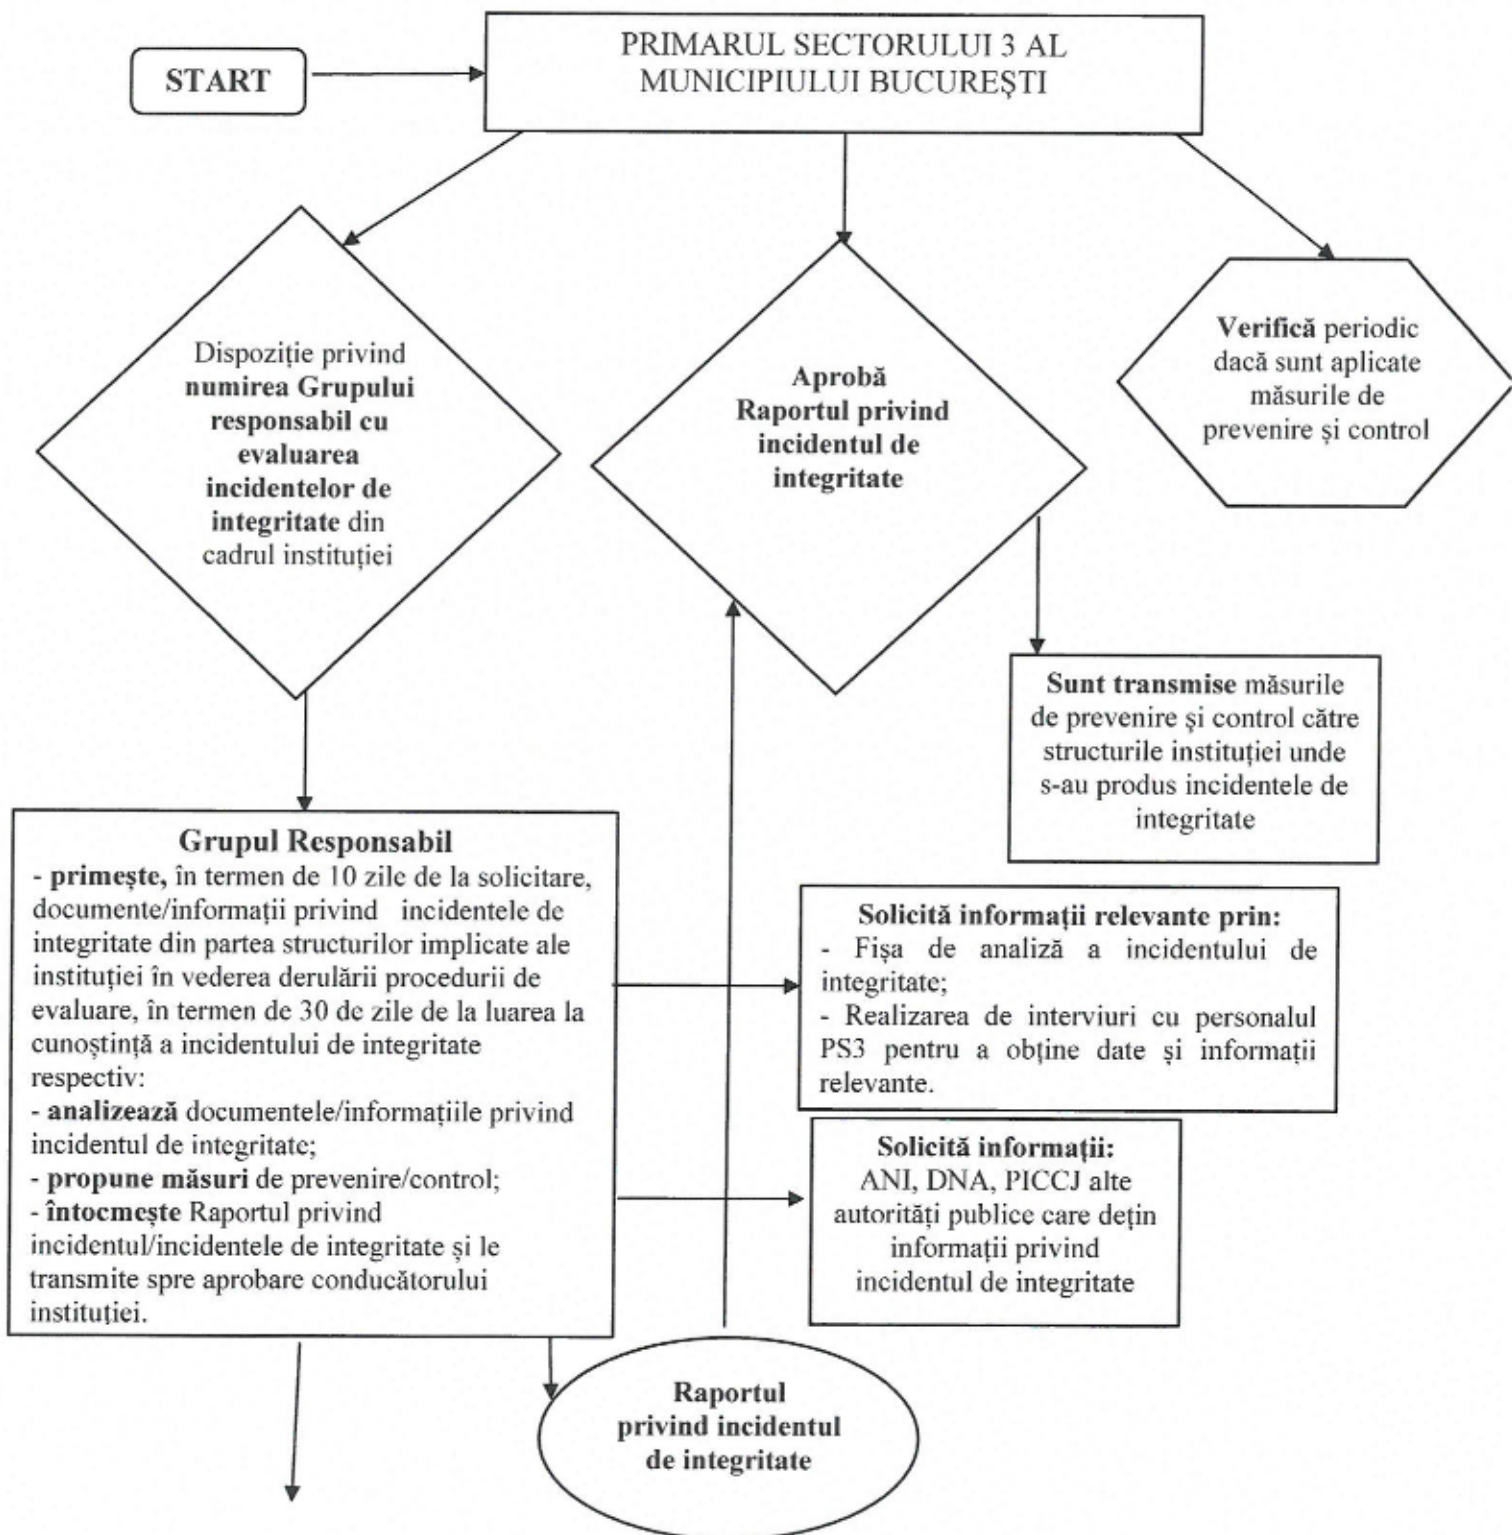 START
PRIMARUL SECTORULUI 3 AL
MUNICIPIULUI BUCUREȘTI
Dispoziție privind
numirea Grupului
responsabil cu
evaluarea
incidentelor de
integritate din
cadrul instituției
Aprobă
Raportul privind
incidentul de
integritate
Verifică periodic
dacă sunt aplicate
măsurile de
prevenire și control
Sunt transmise măsurile
de prevenire și control către
structurile instituției unde
s-au produs incidentele de
integritate
Grupul Responsabil
- primește, în termen de 10 zile de la solicitare,
documente/informații privind incidentele de
integritate din partea structurilor implicate ale
instituției în vederea derulării procedurii de
evaluare, în termen de 30 de zile de la luarea la
cunoștință a incidentului de integritate
respectiv:
- analizează documentele/informațiile privind
incidentul de integritate;
- propune măsuri de prevenire/control;
- întocmește Raportul privind
incidentul/incidentele de integritate și le
transmite spre aprobare conducătorului
instituției.
Solicită informații relevante prin:
- Fișa de analiză a incidentului de
integritate;
- Realizarea de interviuri cu personalul
PS3 pentru a obține date și informații
relevante.
Solicită informații:
ANI, DNA, PICCJ alte
autorități publice care dețin
informații privind
incidentul de integritate
Raportul
privind incidentul
de integritate